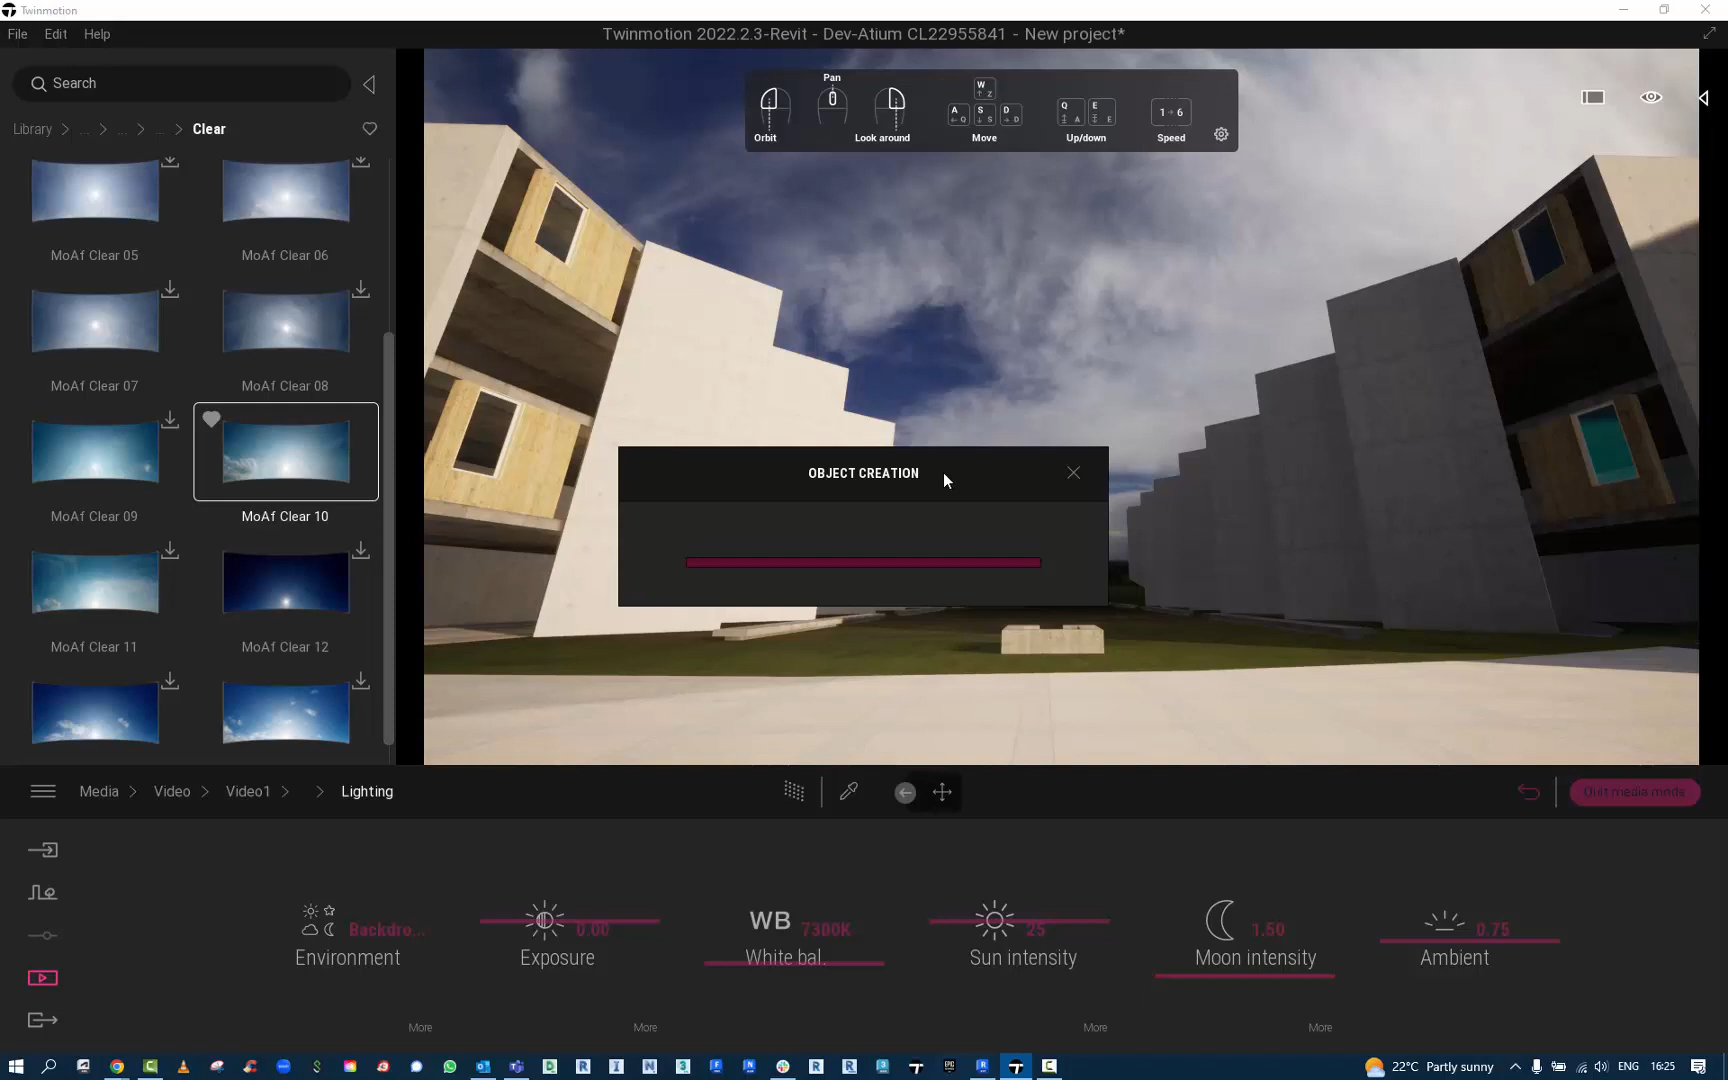 Twinmotion
File Edit Help
Twinmotion 2022.2.3-Revit - Dev-Atium CL22955841 - New project*
Search
Library > ... > ... > ... > Clear
MoAf Clear 05
MoAf Clear 06
MoAf Clear 07
MoAf Clear 08
MoAf Clear 09
MoAf Clear 10
MoAf Clear 11
MoAf Clear 12
Orbit
Pan
Look around
W
↑ Z
A
← Q
S
↓ S
D
→ D
Move
Q
A
E
E
Up/down
1 → 6
Speed
OBJECT CREATION
Media > Video > Video1 > > Lighting
Quit media mode
Backdro...
Environment
0.00
Exposure
WB 7300K
White bal.
25
Sun intensity
1.50
Moon intensity
0.75
Ambient
More
More
More
More
22°C Partly sunny
ENG
16:25